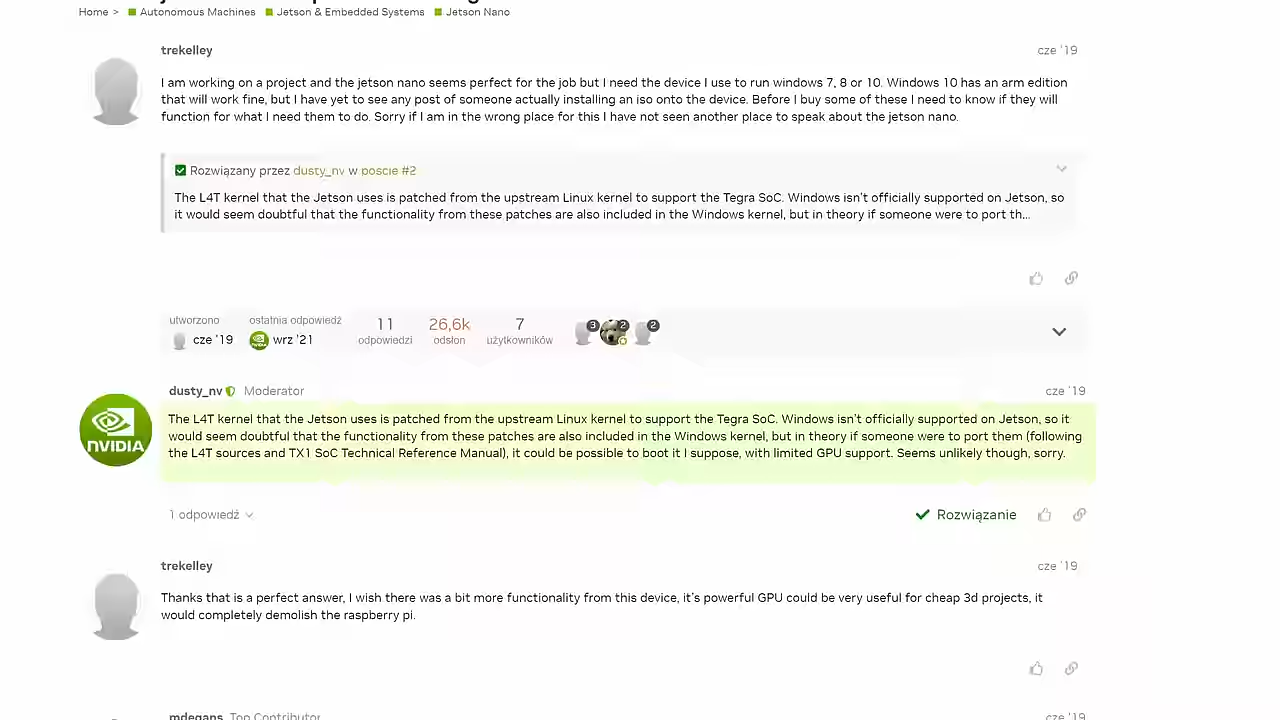 Home > Autonomous Machines Jetson & Embedded Systems Jetson Nano
trekelley cze '19
I am working on a project and the jetson nano seems perfect for the job but I need the device I use to run windows 7, 8 or 10. Windows 10 has an arm edition
that will work fine, but I have yet to see any post of someone actually installing an iso onto the device. Before I buy some of these I need to know if they will
function for what I need them to do. Sorry if I am in the wrong place for this I have not seen another place to speak about the jetson nano.
Rozwiązany przez dusty_nv w poście #2
The L4T kernel that the Jetson uses is patched from the upstream Linux kernel to support the Tegra SoC. Windows isn't officially supported on Jetson, so
it would seem doubtful that the functionality from these patches are also included in the Windows kernel, but in theory if someone were to port th...
utworzono ostatnia odpowiedź 11 26,6k 7 3 2 2
cze '19 wrz '21 odpowiedzi odsłon użytkowników
dusty_nv Moderator cze '19
NVIDIA
The L4T kernel that the Jetson uses is patched from the upstream Linux kernel to support the Tegra SoC. Windows isn't officially supported on Jetson, so it
would seem doubtful that the functionality from these patches are also included in the Windows kernel, but in theory if someone were to port them (following
the L4T sources and TX1 SoC Technical Reference Manual), it could be possible to boot it I suppose, with limited GPU support. Seems unlikely though, sorry.
1 odpowiedź Rozwiązanie
trekelley cze '19
Thanks that is a perfect answer, I wish there was a bit more functionality from this device, it's powerful GPU could be very useful for cheap 3d projects, it
would completely demolish the raspberry pi.
mdegans Top Contributor cze '19